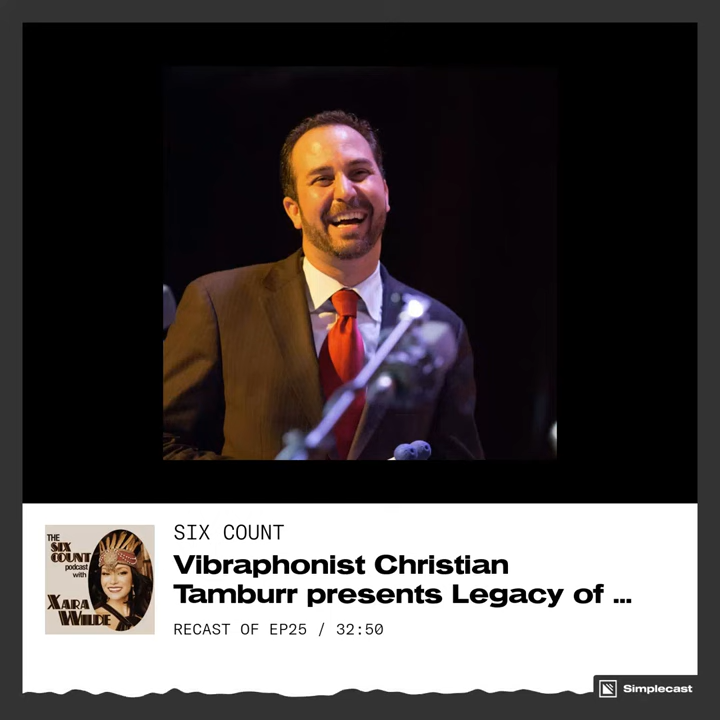 SIX COUNT
Vibraphonist Christian
Tamburr presents Legacy of ...
RECAST OF EP25 / 32:50
THE
SIX
COUNT
podcast
with
XARA
WILDE
Simplecast